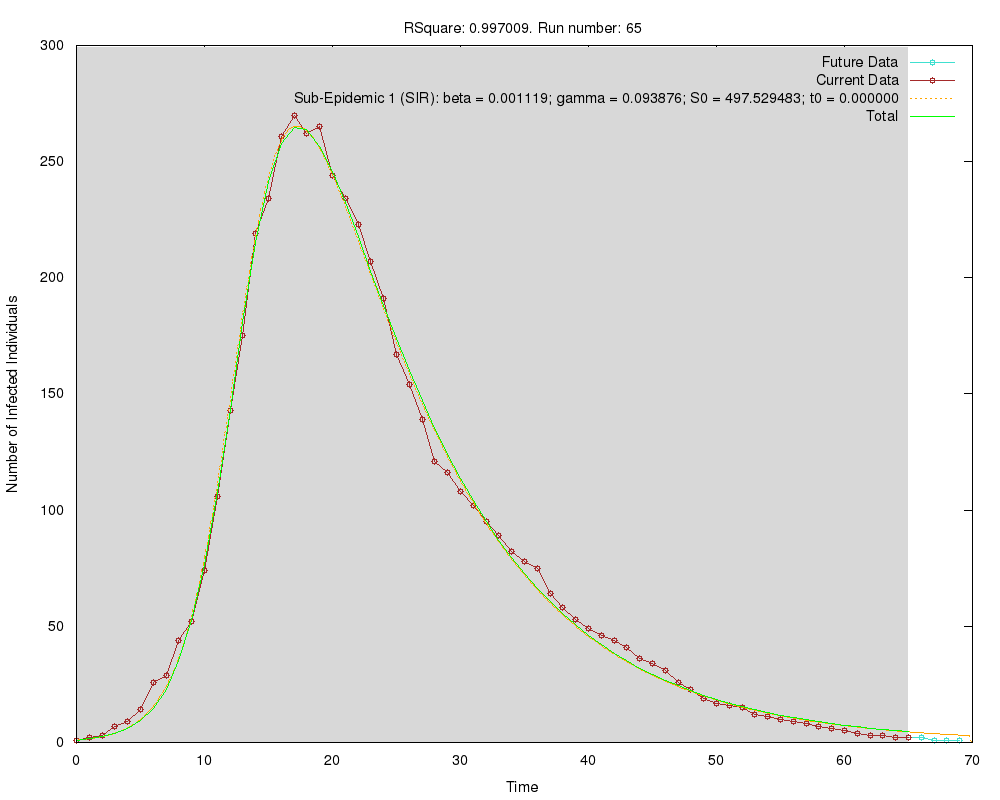 RSquare: 0.997009. Run number: 65
300
250
200
150
100
50
0
Number of Infected Individuals
Future Data
Current Data
Sub-Epidemic 1 (SIR): beta = 0.001119; gamma = 0.093876; S0 = 497.529483; t0 = 0.000000
Total
0 10 20 30 40 50 60 70
Time